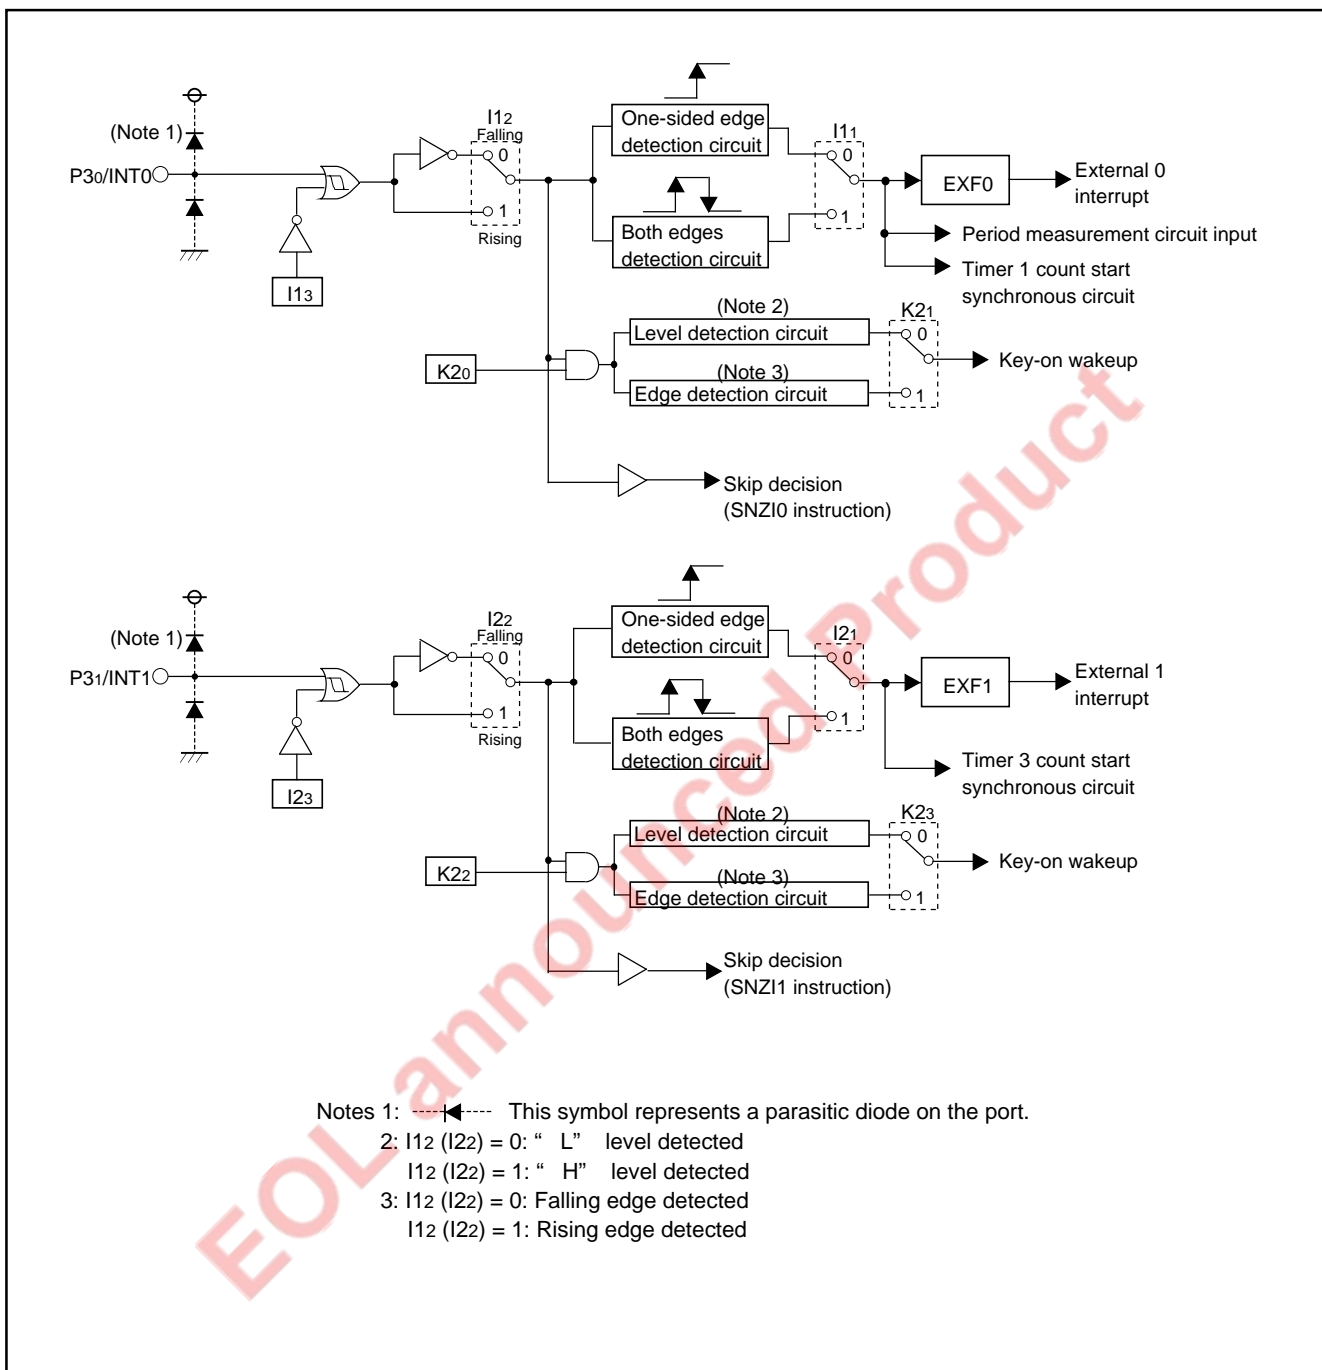 (Note 1)
P30/INT0
I13
I12
Falling
0
1
Rising
One-sided edge
detection circuit
Both edges
detection circuit
I11
0
1
EXF0
External 0
interrupt
Period measurement circuit input
Timer 1 count start
synchronous circuit
K20
(Note 2)
Level detection circuit
(Note 3)
Edge detection circuit
K21
0
1
Key-on wakeup
Skip decision
(SNZI0 instruction)
(Note 1)
P31/INT1
I23
I22
Falling
0
1
Rising
One-sided edge
detection circuit
Both edges
detection circuit
I21
0
1
EXF1
External 1
interrupt
Timer 3 count start
synchronous circuit
K22
(Note 2)
Level detection circuit
(Note 3)
Edge detection circuit
K23
0
1
Key-on wakeup
Skip decision
(SNZI1 instruction)
Notes 1: This symbol represents a parasitic diode on the port.
2: I12 (I22) = 0: “ L” level detected
I12 (I22) = 1: “ H” level detected
3: I12 (I22) = 0: Falling edge detected
I12 (I22) = 1: Rising edge detected
EOL announced Product